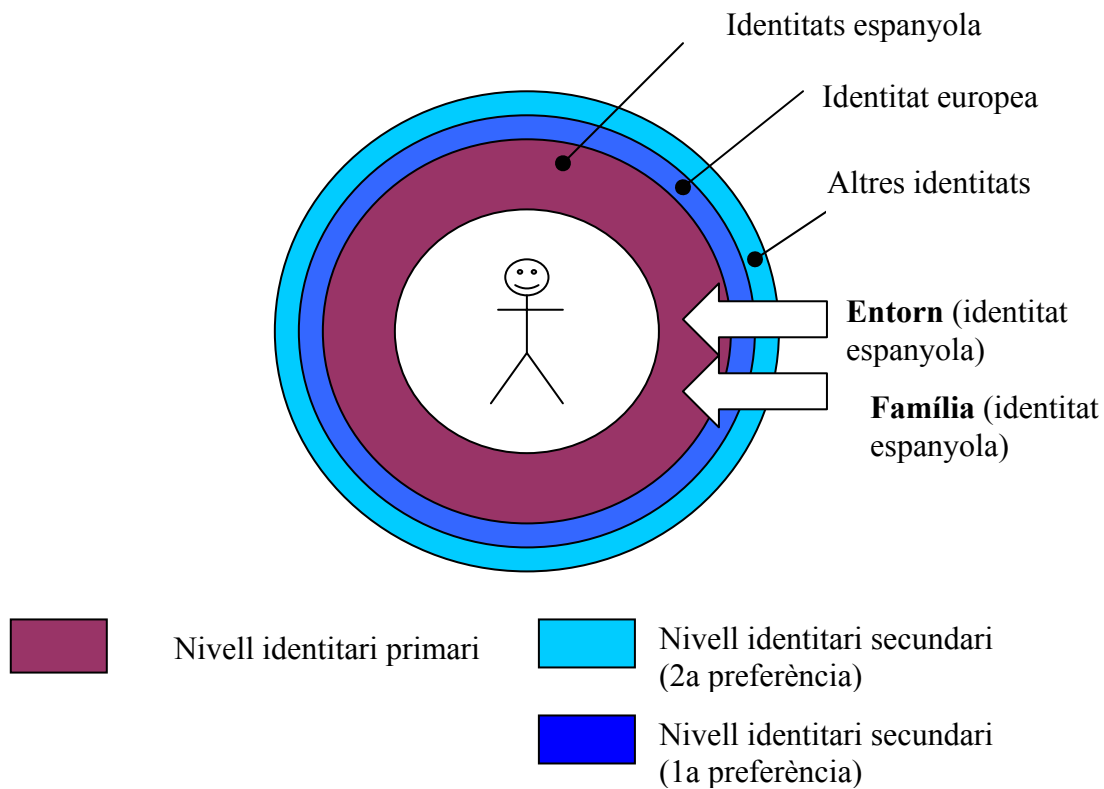 Identitats espanyola
Identitat europea
Altres identitats
Entorn (identitat
espanyola)
Família (identitat
espanyola)
Nivell identitari primari
Nivell identitari secundari
(2a preferència)
Nivell identitari secundari
(1a preferència)